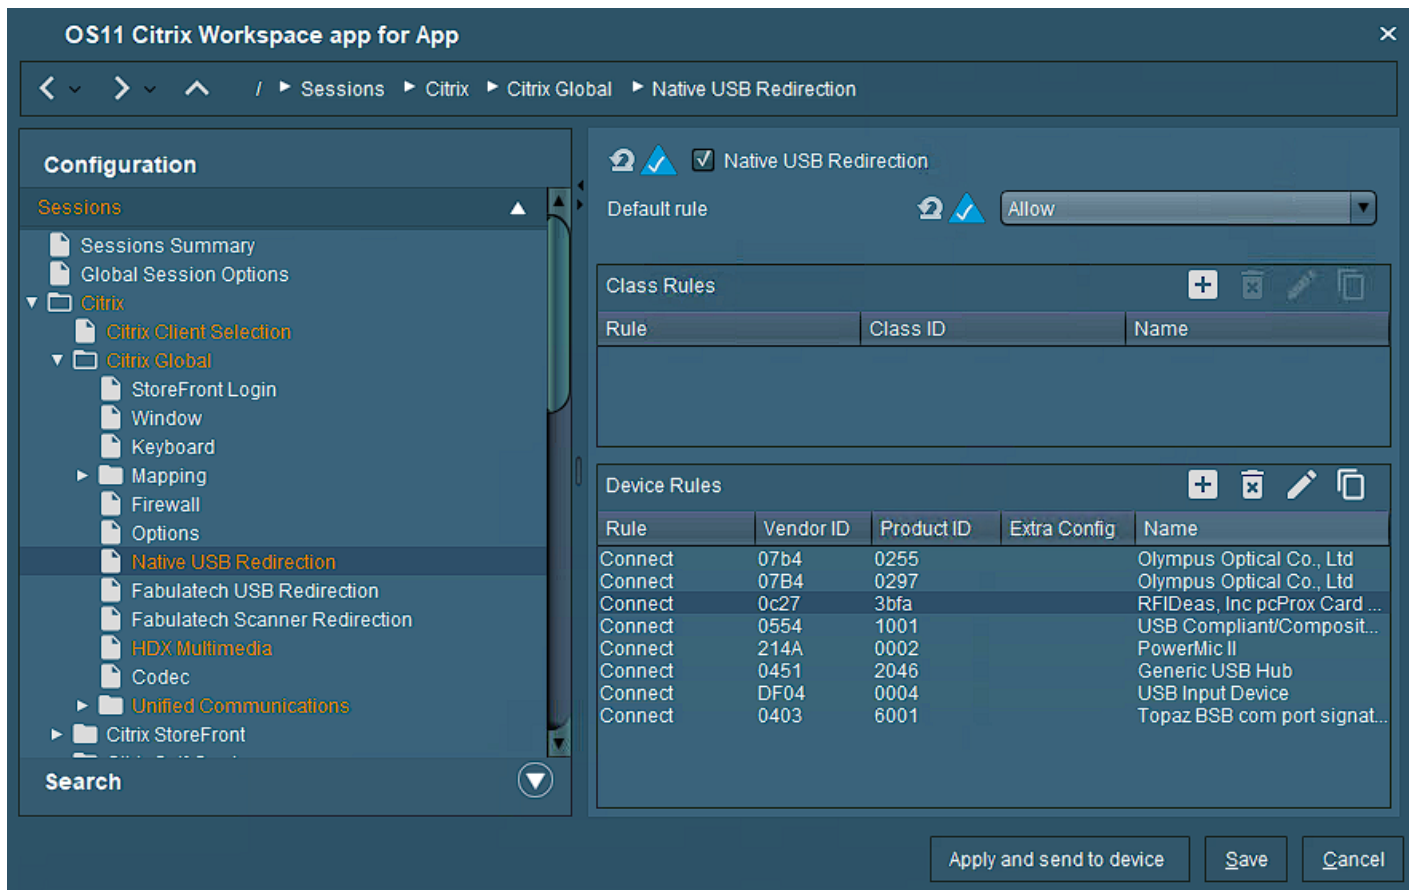 OS11 Citrix Workspace app for App
/ Sessions Citrix Citrix Global Native USB Redirection
Configuration
Sessions
Sessions Summary
Global Session Options
Citrix
Citrix Client Selection
Citrix Global
StoreFront Login
Window
Keyboard
Mapping
Firewall
Options
Native USB Redirection
Fabulatech USB Redirection
Fabulatech Scanner Redirection
HDX Multimedia
Codec
Unified Communications
Citrix StoreFront
Search
Native USB Redirection
Default rule Allow
Class Rules
Rule Class ID Name
Device Rules
Rule Vendor ID Product ID Extra Config Name
Connect 07b4 0255 Olympus Optical Co., Ltd
Connect 07B4 0297 Olympus Optical Co., Ltd
Connect 0c27 3bfa RFIDeas, Inc pcProx Card ...
Connect 0554 1001 USB Compliant/Composit...
Connect 214A 0002 PowerMic II
Connect 0451 2046 Generic USB Hub
Connect DF04 0004 USB Input Device
Connect 0403 6001 Topaz BSB com port signat...
Apply and send to device Save Cancel